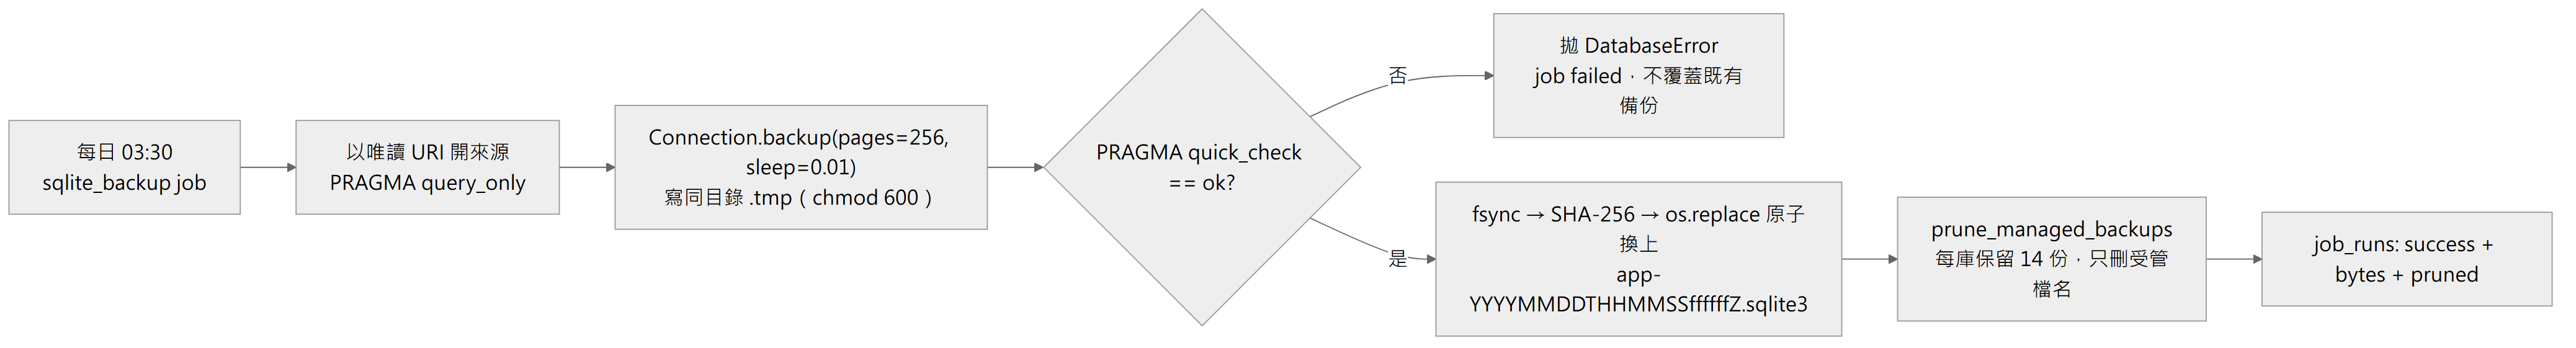 每日 03:30
sqlite_backup job
以唯讀 URI 開來源
PRAGMA query_only
Connection.backup(pages=256,
sleep=0.01)
寫同目錄 .tmp（chmod 600）
PRAGMA quick_check
== ok?
否
拋 DatabaseError
job failed，不覆蓋既有
備份
是
fsync → SHA-256 → os.replace 原子
換上
app-
YYYYMMDDTHHMMSSffffffZ.sqlite3
prune_managed_backups
每庫保留 14 份，只刪受管
檔名
job_runs: success +
bytes + pruned